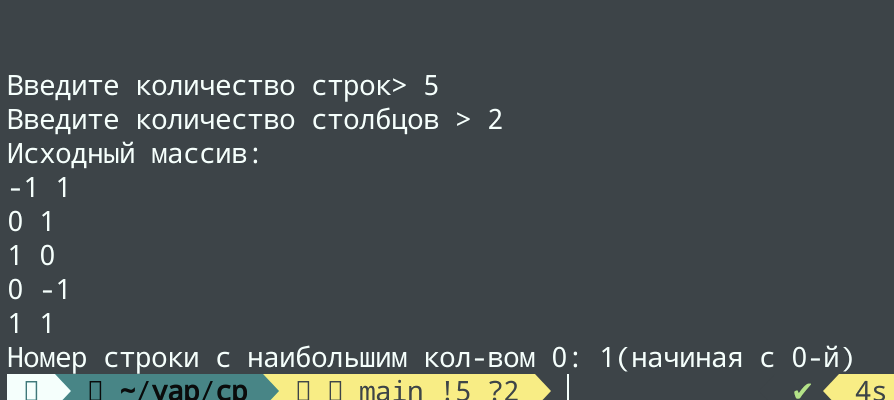 Введите количество строк> 5
Введите количество столбцов > 2
Исходный массив:
-1 1
0 1
1 0
0 -1
1 1
Номер строки с наибольшим кол-вом 0: 1(начиная с 0-й)
~/yap/cp main !5 ?2 ✔ 4s